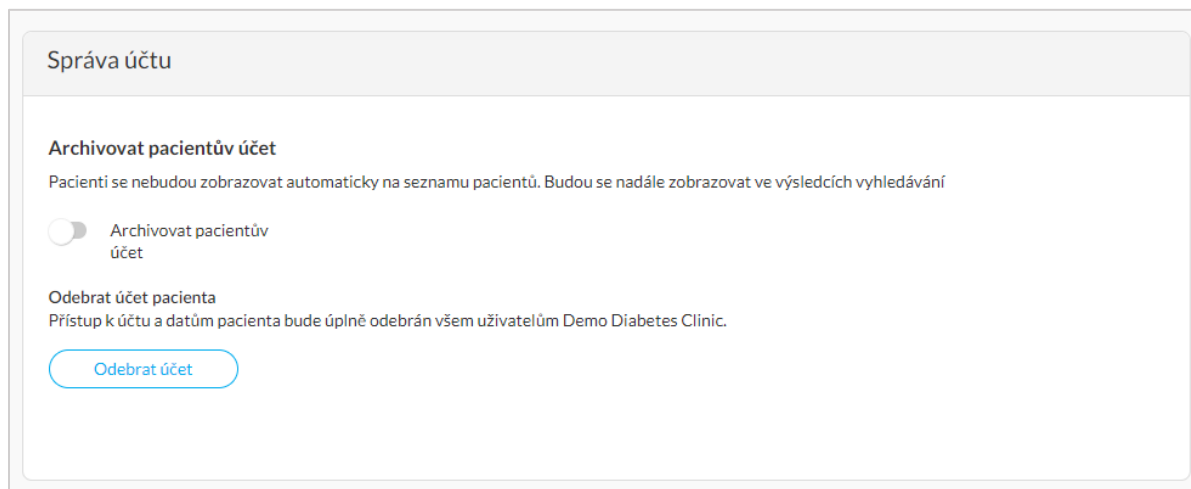 Správa účtu
Archivovat pacientův účet
Pacienti se nebudou zobrazovat automaticky na seznamu pacientů. Budou se nadále zobrazovat ve výsledcích vyhledávání
Archivovat pacientův
účet
Odebrat účet pacienta
Přístup k účtu a datům pacienta bude úplně odebrán všem uživatelům Demo Diabetes Clinic.
Odebrat účet